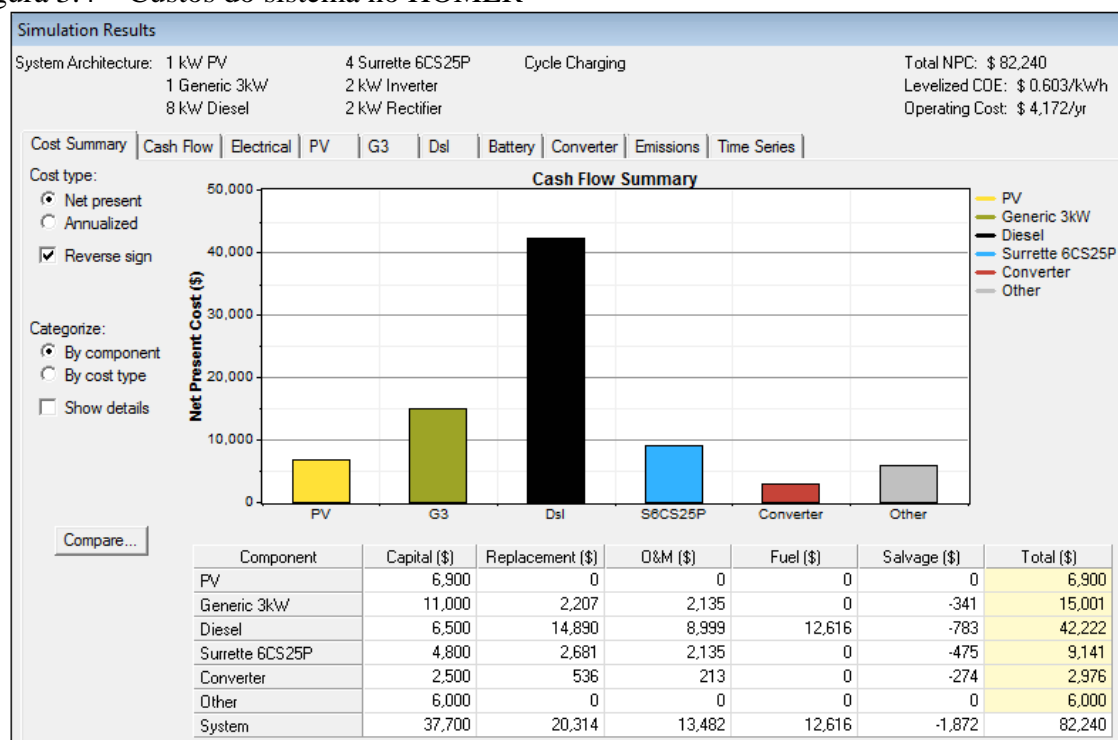 gura 3.4 – Custos do sistema no HOMER
Simulation Results
System Architecture: 1 kW PV 4 Surrette 6CS25P Cycle Charging Total NPC: $ 82,240
1 Generic 3kW 2 kW Inverter Levelized COE: $ 0.603/kWh
8 kW Diesel 2 kW Rectifier Operating Cost: $ 4,172/yr
Cost Summary Cash Flow Electrical PV G3 Dsl Battery Converter Emissions Time Series
Cost type:
Net present
Annualized
Reverse sign
Categorize:
By component
By cost type
Show details
Compare...
Cash Flow Summary
Net Present Cost ($)
50,000
40,000
30,000
20,000
10,000
0
PV G3 Dsl S6CS25P Converter Other
PV
Generic 3kW
Diesel
Surrette 6CS25P
Converter
Other
Component Capital ($) Replacement ($) O&M ($) Fuel ($) Salvage ($) Total ($)
PV 6,900 0 0 0 0 6,900
Generic 3kW 11,000 2,207 2,135 0 -341 15,001
Diesel 6,500 14,890 8,999 12,616 -783 42,222
Surrette 6CS25P 4,800 2,681 2,135 0 -475 9,141
Converter 2,500 536 213 0 -274 2,976
Other 6,000 0 0 0 0 6,000
System 37,700 20,314 13,482 12,616 -1,872 82,240